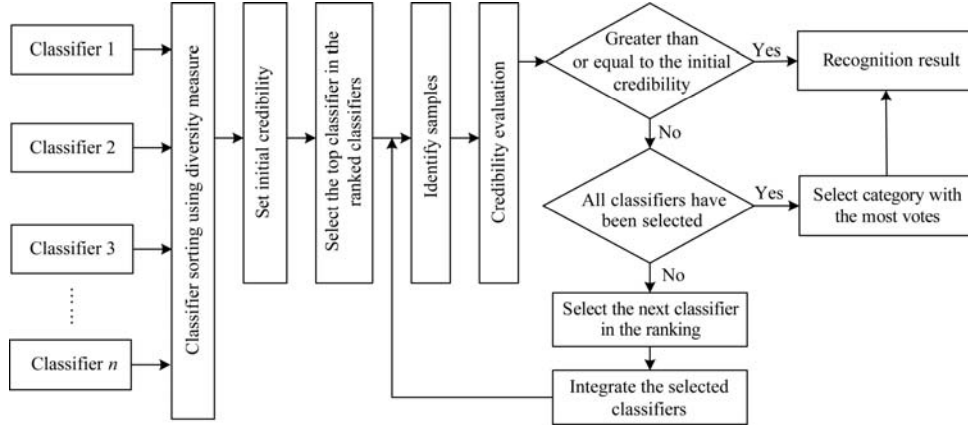 Classifier 1
Classifier 2
Classifier 3
Classifier n
Classifier sorting using diversity measure
Set initial credibility
Select the top classifier in the
ranked classifiers
Identify samples
Credibility evaluation
Greater than
or equal to the initial
credibility
Yes
Recognition result
No
All classifiers have
been selected
Yes
Select category with
the most votes
No
Select the next classifier
in the ranking
Integrate the selected
classifiers